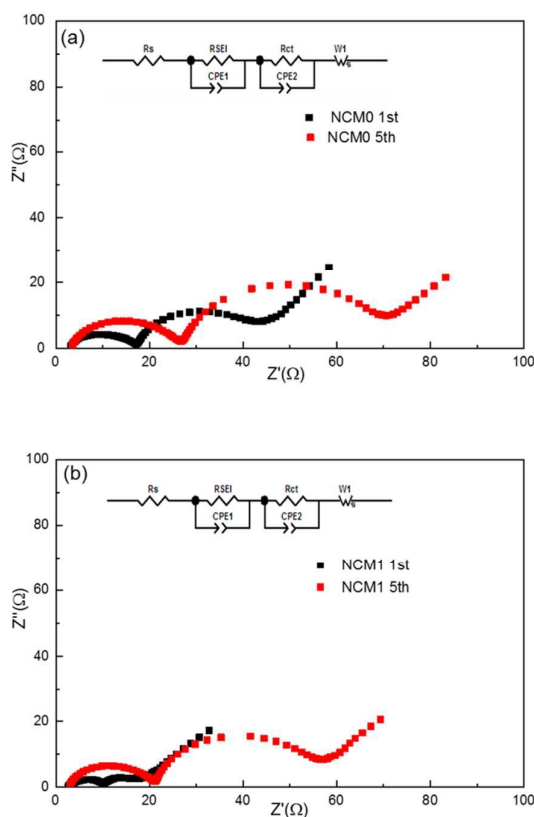 (a)
Rs RSEI Rct W1
CPE1 CPE2 s
NCM0 1st
NCM0 5th
100
80
60
40
20
0
Z"(Ω)
0 20 40 60 80 100
Z'(Ω)
(b)
Rs RSEI Rct W1
CPE1 CPE2 s
NCM1 1st
NCM1 5th
100
80
60
40
20
0
Z"(Ω)
0 20 40 60 80 100
Z'(Ω)